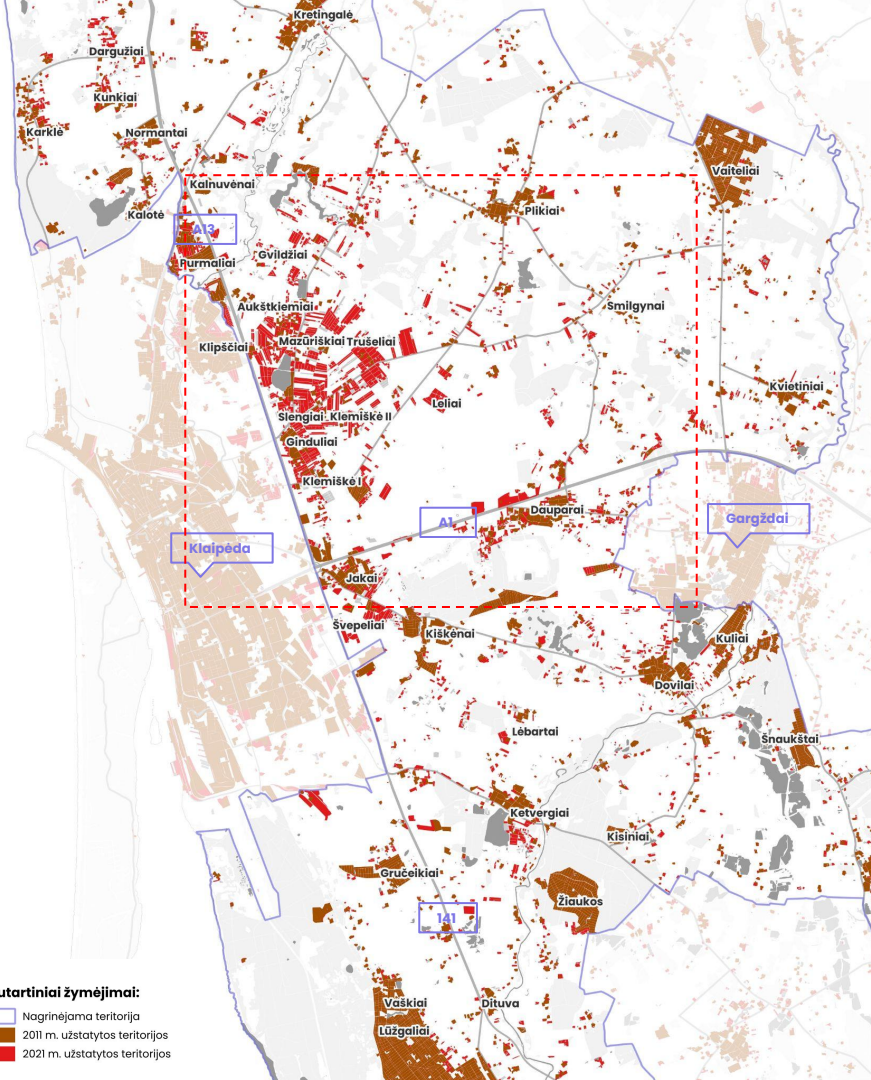 Kretingalė
Dargužiai
Kunkiai
Karklė
Normantai
Vaiteliai
Kalnuvėnai
Kalotė
Plikiai
A13
Gvildžiai
Purmaliai
Aukštkiemiai
Smilgynai
Klipščiai
Mazūriškiai
Trušeliai
Kvietiniai
Leliai
Slengiai
Klemiškė II
Ginduliai
Klemiškė I
Dauparai
A1
Gargždai
Klaipėda
Jakai
Švepeliai
Kiškėnai
Kuliai
Dovilai
Lėbartai
Šnaukštai
Ketvergiai
Kisiniai
Gručeikiai
Žiaukos
141
utartiniai žymėjimai:
Nagrinėjama teritorija
2011 m. užstatytos teritorijos
2021 m. užstatytos teritorijos
Vaškiai
Dituva
Lūžgaliai